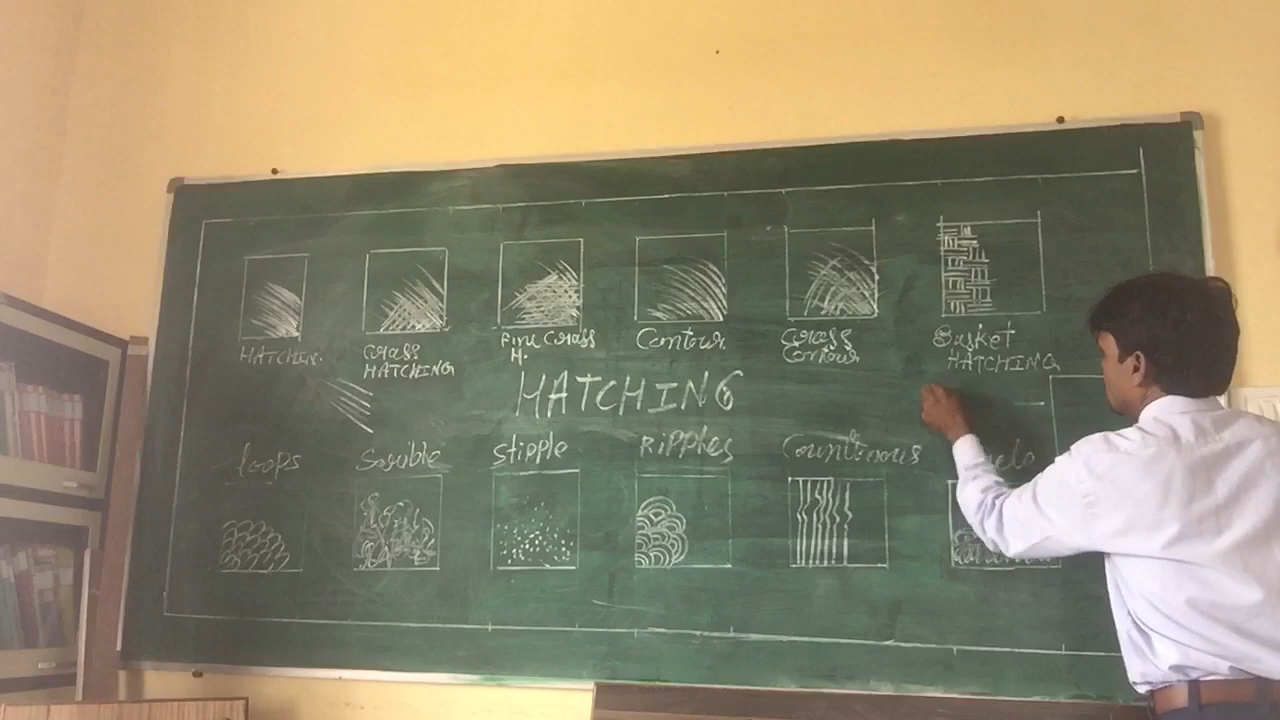 HATCHING
Cross
HATCHING
Fine Cross
H.
Contour
Cross
Contour
Basket
HATCHING
HATCHING
loops
Scribble
Stipple
Ripples
Countinous